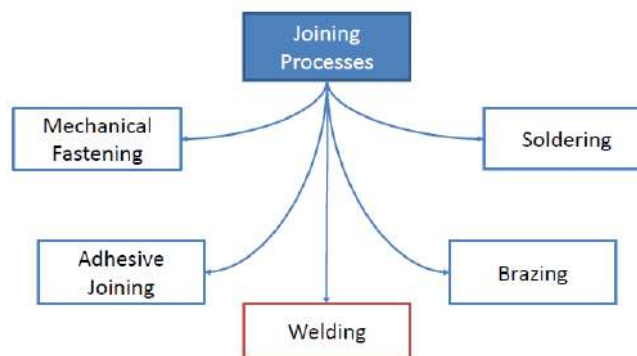 Joining
Processes
Mechanical
Fastening
Soldering
Adhesive
Joining
Brazing
Welding